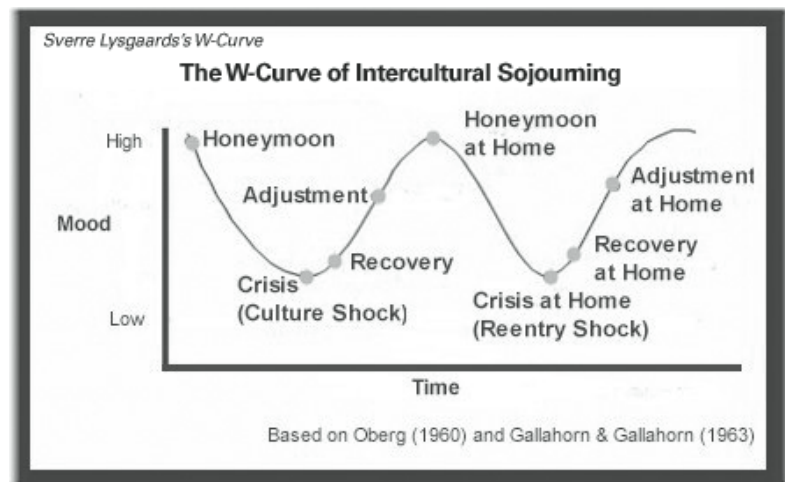 Sverre Lysgaards's W-Curve
The W-Curve of Intercultural Sojourning
High
Honeymoon
Honeymoon
at Home
Adjustment
Adjustment
at Home
Mood
Recovery
Recovery
at Home
Crisis
(Culture Shock)
Crisis at Home
(Reentry Shock)
Low
Time
Based on Oberg (1960) and Gallahorn & Gallahorn (1963)